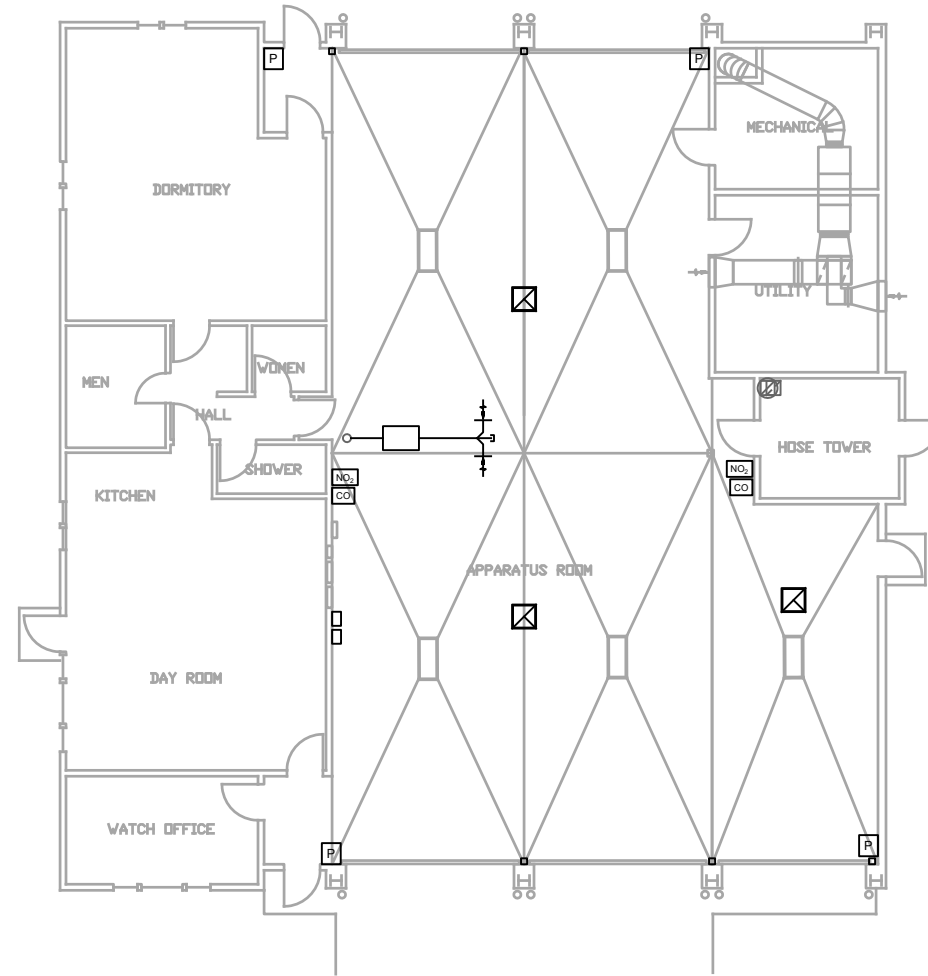 P
P
MECHANICAL
DORMITORY
UTILITY
WOMEN
MEN
HALL
HOSE TOWER
SHOWER
NO₂
CO
NO₂
CO
KITCHEN
APPARATUS ROOM
DAY ROOM
WATCH OFFICE
P
P